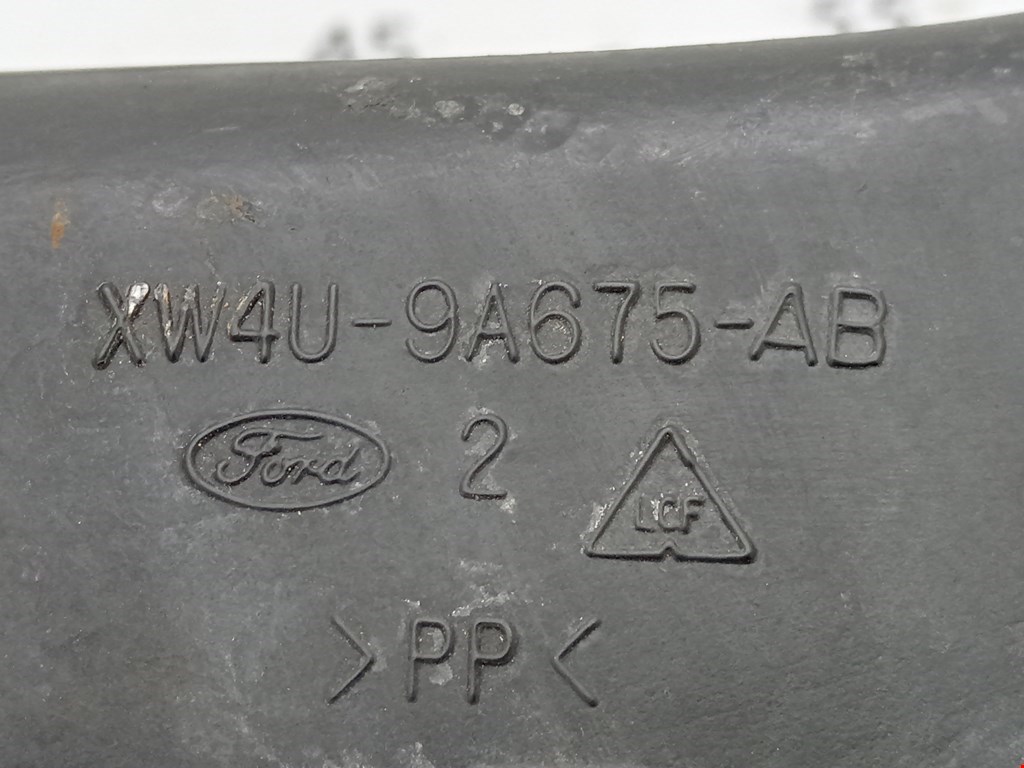 XW4U-9A675-AB
Ford 2 LCF
>PP<